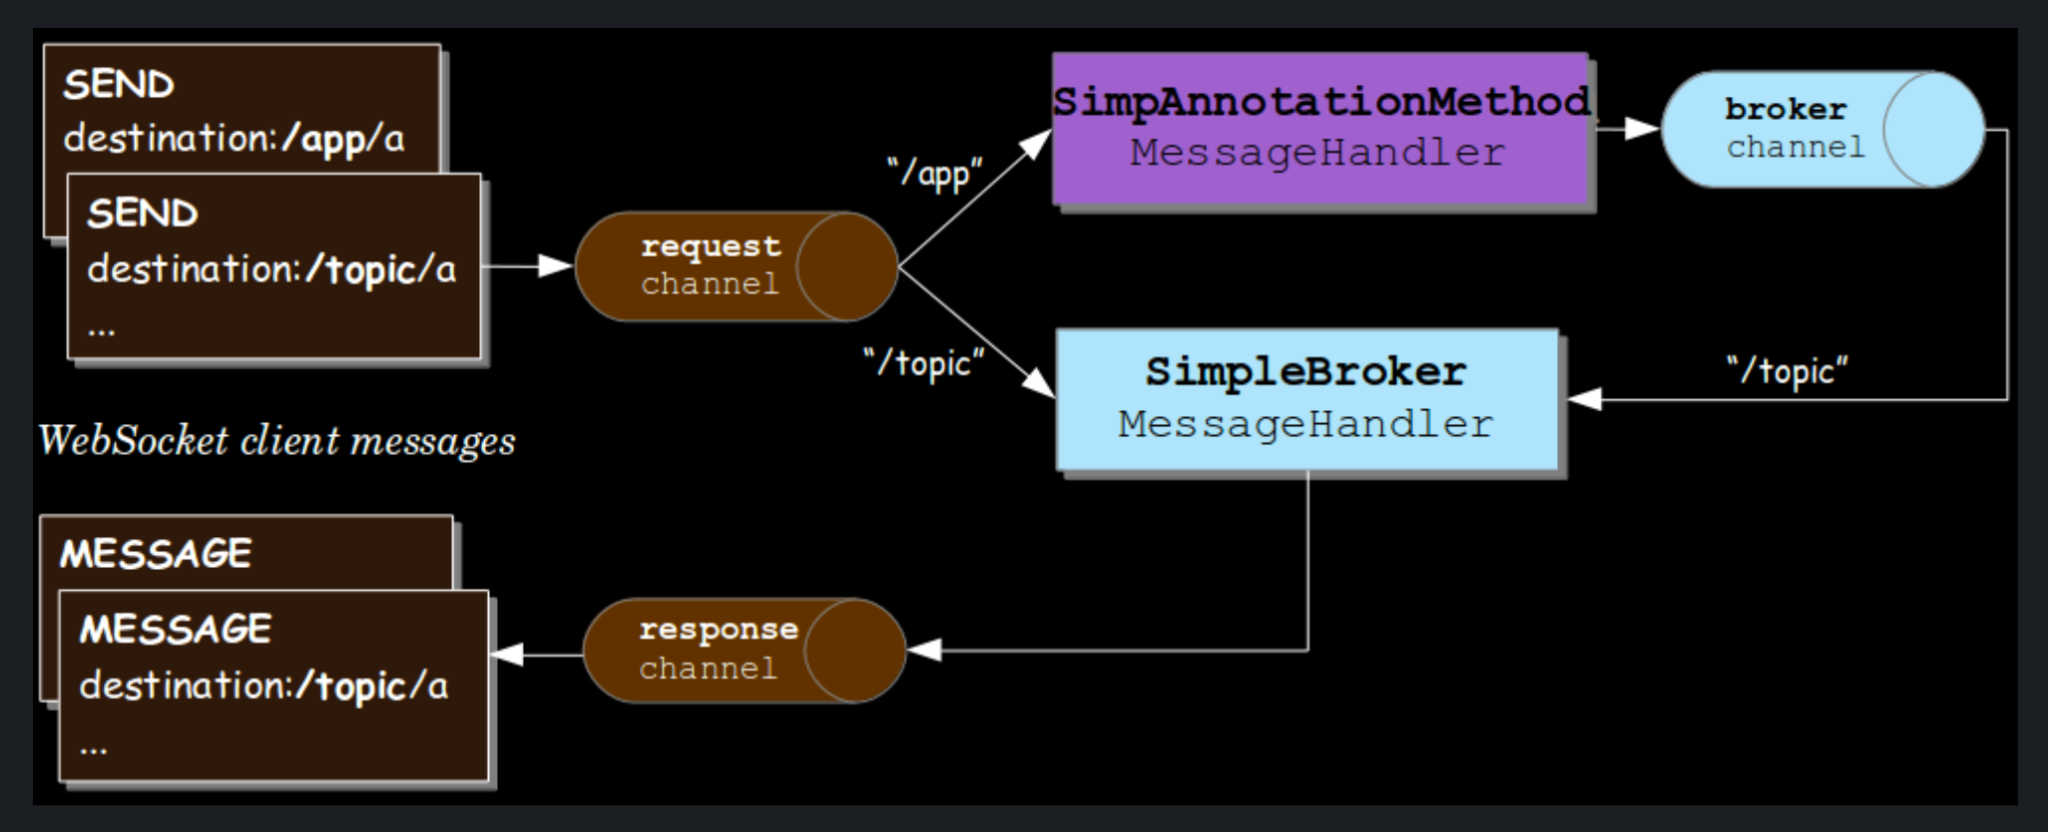 SEND
destination:/app/a
SEND
destination:/topic/a
...
request
channel
“/app”
“/topic”
SimpAnnotationMethod
MessageHandler
broker
channel
SimpleBroker
MessageHandler
“/topic”
WebSocket client messages
MESSAGE
MESSAGE
destination:/topic/a
...
response
channel